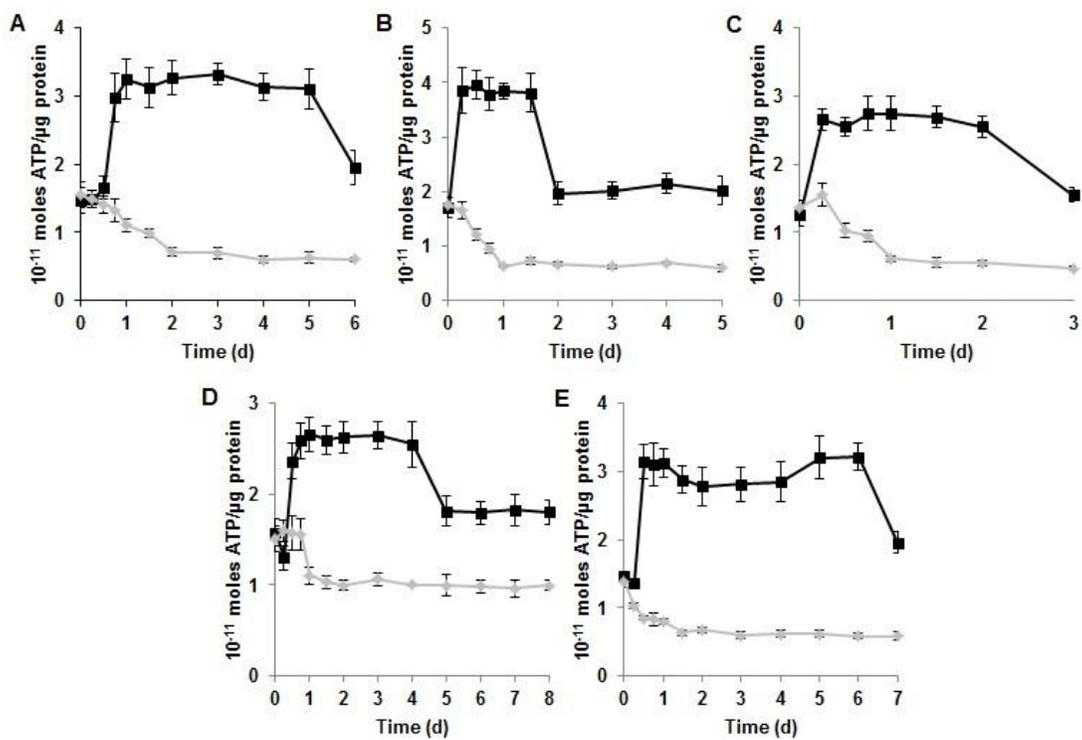 A
10⁻¹¹ moles ATP/µg protein
4
3
2
1
0
0 1 2 3 4 5 6
Time (d)
B
10⁻¹¹ moles ATP/µg protein
5
4
3
2
1
0
0 1 2 3 4 5
Time (d)
C
10⁻¹¹ moles ATP/µg protein
4
3
2
1
0
0 1 2 3
Time (d)
D
10⁻¹¹ moles ATP/µg protein
3
2
1
0
0 1 2 3 4 5 6 7 8
Time (d)
E
10⁻¹¹ moles ATP/µg protein
4
3
2
1
0
0 1 2 3 4 5 6 7
Time (d)